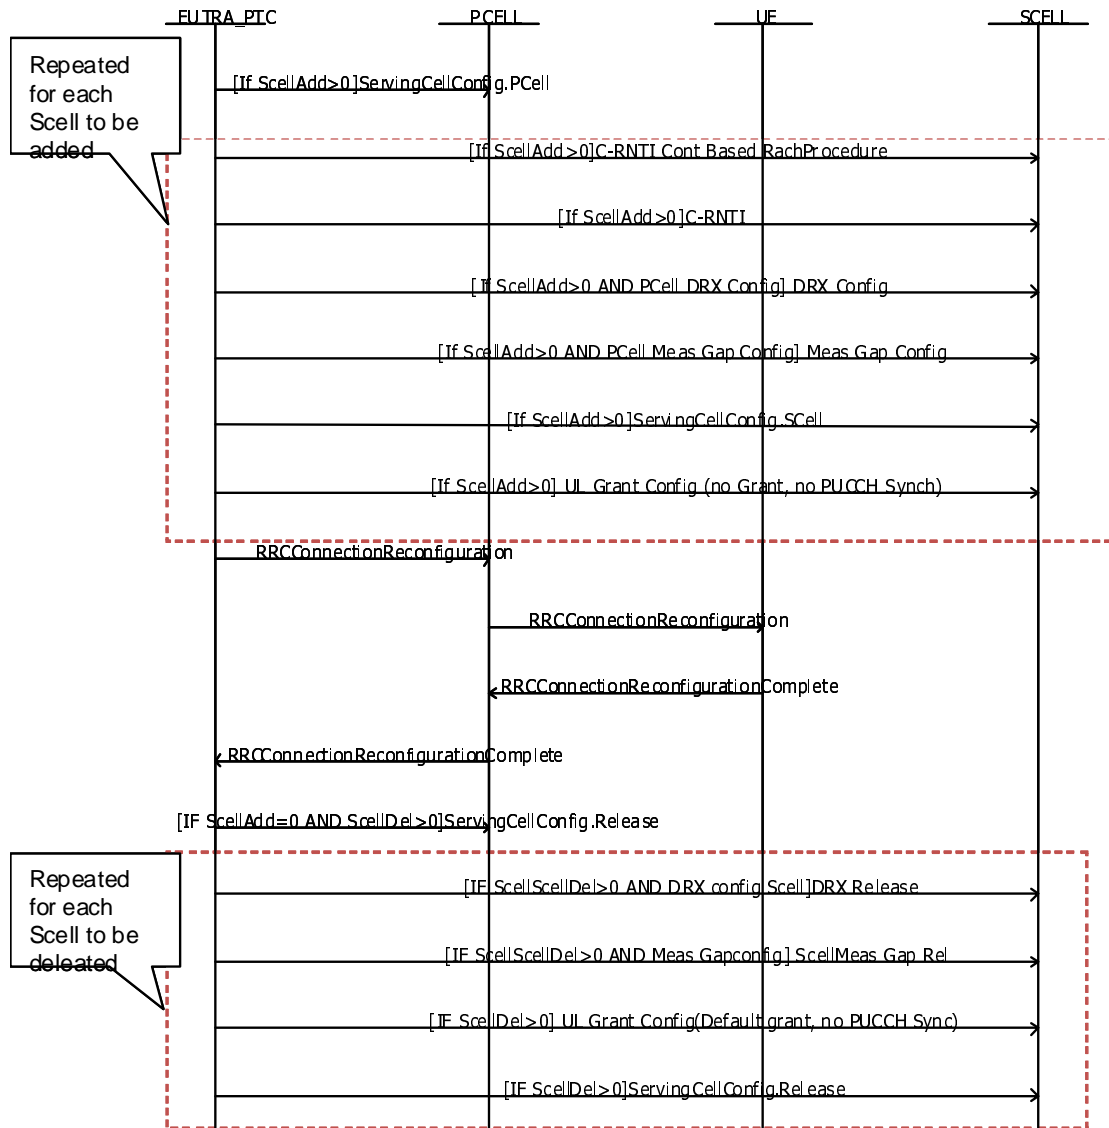 EUTRA_PTC PCELL UE SCELL
Repeated
for each
Scell to be
added
[If ScellAdd>0]ServingCellConfig.PCell
[If ScellAdd>0]C-RNTI Cont Based RachProcedure
[If ScellAdd>0]C-RNTI
[If ScellAdd>0 AND PCell DRX Config] DRX Config
[If ScellAdd>0 AND PCell Meas Gap Config] Meas Gap Config
[If ScellAdd>0]ServingCellConfig.SCell
[If ScellAdd>0] UL Grant Config (no Grant, no PUCCH Synch)
RRCConnectionReconfiguration
RRCConnectionReconfiguration
RRCConnectionReconfigurationComplete
RRCConnectionReconfigurationComplete
[IF ScellAdd=0 AND ScellDel>0]ServingCellConfig.Release
Repeated
for each
Scell to be
deleated
[IF ScellScellDel>0 AND DRX config Scell]DRX Release
[IF ScellScellDel>0 AND Meas Gapconfig] ScellMeas Gap Rel
[IF ScellDel>0] UL Grant Config(Default grant, no PUCCH Sync)
[IF ScellDel>0]ServingCellConfig.Release